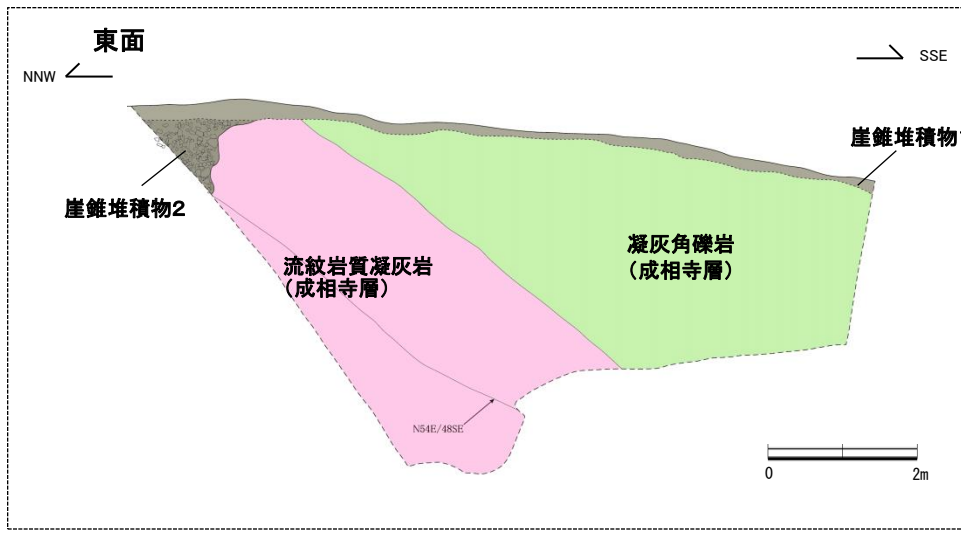 東面
NNW
SSE
崖錐堆積物1
崖錐堆積物2
流紋岩質凝灰岩
(成相寺層)
凝灰角礫岩
(成相寺層)
N54E/48SE
0
2m